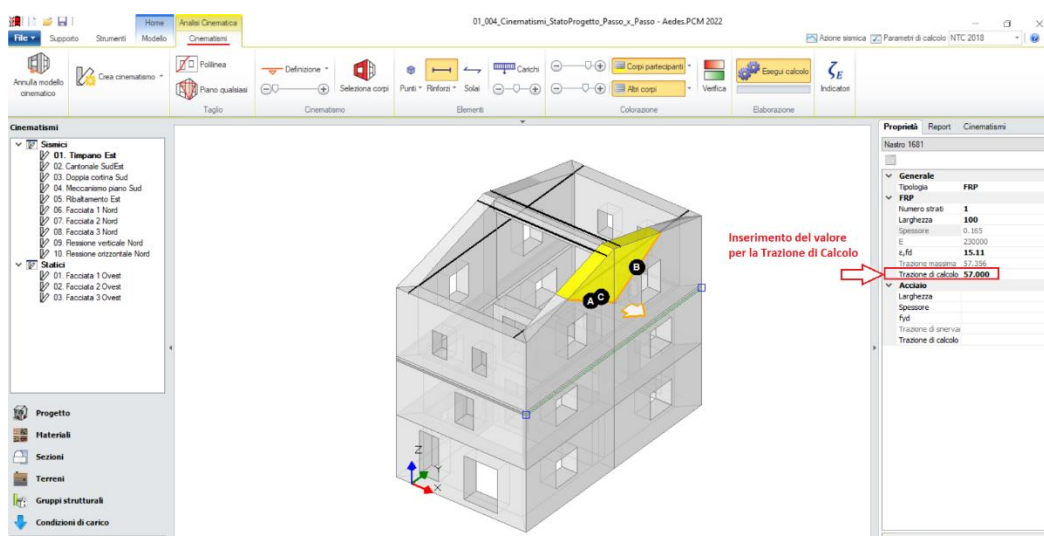 01_004_Cinematismi_StatoProgetto_Passo_x_Passo - Aedes.PCM 2022
Home
Analisi Cinematica
File
Supporto
Strumenti
Modello
Cinematismi
Azione sismica
Parametri di calcolo
NTC 2018
Annulla modello
cinematico
Crea cinematismo
Polilinea
Piano qualsiasi
Taglio
Definizione
Seleziona corpi
Cinematismo
Punti
Rinforzi
Solai
Carichi
Elementi
Corpi partecipanti
Altri corpi
Colorazione
Verifica
Esegui calcolo
Elaborazione
ζE
Indicatori
Cinematismi
Sismici
01. Timpano Est
02. Cantonale SudEst
03. Doppia cortina Sud
04. Meccanismo piano Sud
05. Ribaltamento Est
06. Facciata 1 Nord
07. Facciata 2 Nord
08. Facciata 3 Nord
09. Flessione verticale Nord
10. Flessione orizzontale Nord
Statici
01. Facciata 1 Ovest
02. Facciata 2 Ovest
03. Facciata 3 Ovest
Progetto
Materiali
Sezioni
Terreni
Gruppi strutturali
Condizioni di carico
B
A
C
Z
Y
X
Inserimento del valore
per la Trazione di Calcolo
Proprietà Report Cinematismi
Nastro 1681
Generale
Tipologia FRP
FRP
Numero strati 1
Larghezza 100
Spessore 0.165
E 230000
ε,fd 15.11
Trazione massima 57.396
Trazione di calcolo 57.000
Acciaio
Larghezza
Spessore
fyd
Trazione di snerva
Trazione di calcolo